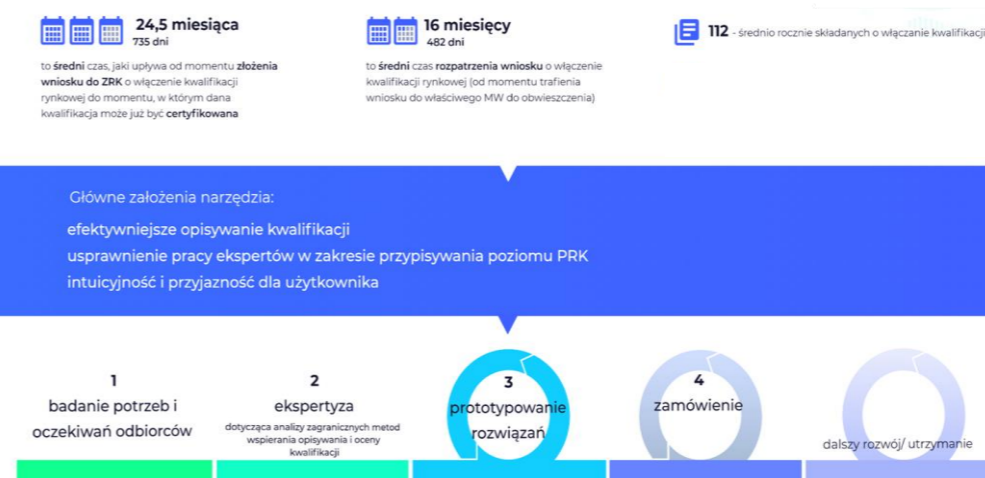 24,5 miesiąca
735 dni
to średni czas, jaki upływa od momentu złożenia
wniosku do ZRK o włączenie kwalifikacji
rynkowej do momentu, w którym dana
kwalifikacja może już być certyfikowana
16 miesięcy
482 dni
to średni czas rozpatrzenia wniosku o włączenie
kwalifikacji rynkowej (od momentu trafienia
wniosku do właściwego MW do obwieszczenia)
112 - średnio rocznie składanych o włączanie kwalifikacji
Główne założenia narzędzia:
efektywniejsze opisywanie kwalifikacji
usprawnienie pracy ekspertów w zakresie przypisywania poziomu PRK
intuicyjność i przyjazność dla użytkownika
1
badanie potrzeb i
oczekiwań odbiorców
2
ekspertyza
dotycząca analizy zagranicznych metod
wspierania opisywania i oceny
kwalifikacji
3
prototypowanie
rozwiązań
4
zamówienie
dalszy rozwój/ utrzymanie